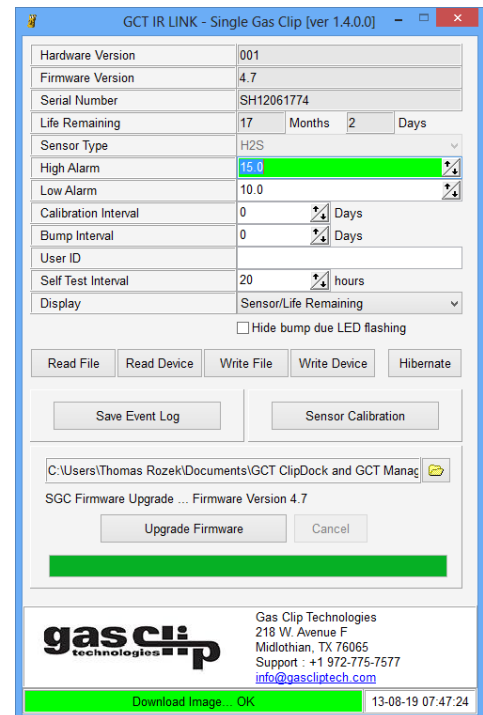 GCT IR LINK - Single Gas Clip [ver 1.4.0.0]
Hardware Version 001
Firmware Version 4.7
Serial Number SH12061774
Life Remaining 17 Months 2 Days
Sensor Type H2S
High Alarm 15.0
Low Alarm 10.0
Calibration Interval 0 Days
Bump Interval 0 Days
User ID
Self Test Interval 20 hours
Display Sensor/Life Remaining
Hide bump due LED flashing
Read File Read Device Write File Write Device Hibernate
Save Event Log Sensor Calibration
C:\Users\Thomas Rozek\Documents\GCT ClipDock and GCT Manag
SGC Firmware Upgrade ... Firmware Version 4.7
Upgrade Firmware Cancel
gas clip
technologies
Gas Clip Technologies
218 W. Avenue F
Midlothian, TX 76065
Support : +1 972-775-7577
info@gascliptech.com
Download Image... OK 13-08-19 07:47:24